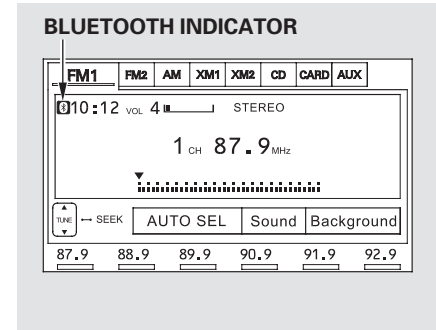 BLUETOOTH INDICATOR
FM1 FM2 AM XM1 XM2 CD CARD AUX
10:12 VOL 4 STEREO
1 CH 87.9 MHz
TUNE SEEK AUTO SEL Sound Background
87.9 88.9 89.9 90.9 91.9 92.9